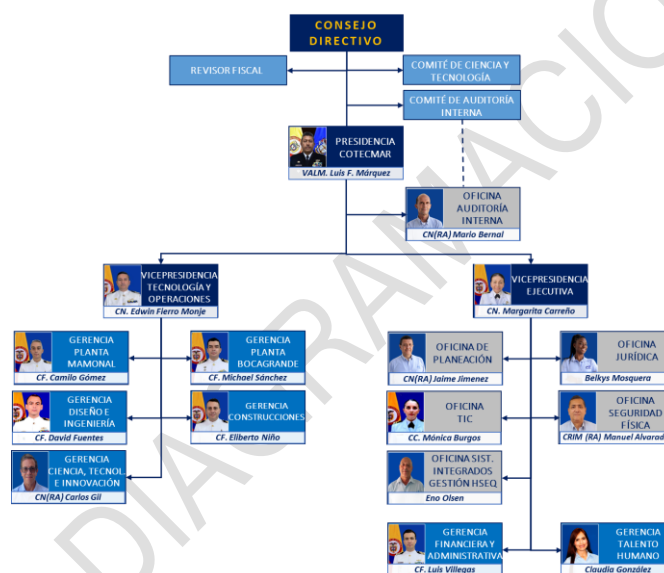 CONSEJO
DIRECTIVO
REVISOR FISCAL
COMITÉ DE CIENCIA Y
TECNOLOGÍA
COMITÉ DE AUDITORÍA
INTERNA
PRESIDENCIA
COTECMAR
VALM. Luis F. Márquez
OFICINA
AUDITORÍA
INTERNA
CN(RA) Mario Bernal
VICEPRESIDENCIA
TECNOLOGÍA Y
OPERACIONES
CN. Edwin Fierro Monje
VICEPRESIDENCIA
EJECUTIVA
CN. Margarita Carreño
GERENCIA
PLANTA
MAMONAL
CF. Camilo Gómez
GERENCIA
PLANTA
BOCAGRANDE
CF. Michael Sánchez
OFICINA DE
PLANEACIÓN
CN(RA) Jaime Jimenez
OFICINA
JURÍDICA
Belkys Mosquera
GERENCIA
DISEÑO E
INGENIERÍA
CF. David Fuentes
GERENCIA
CONSTRUCCIONES
CF. Eliberto Niño
OFICINA
TIC
CC. Mónica Burgos
OFICINA
SEGURIDAD
FÍSICA
CRIM (RA) Manuel Alvarad
GERENCIA
CIENCIA, TECNOL.
E INNOVACIÓN
CN(RA) Carlos Gil
OFICINA SIST.
INTEGRADOS
GESTIÓN HSEQ
Eno Olsen
GERENCIA
FINANCIERA Y
ADMINISTRATIVA
CF. Luis Villegas
GERENCIA
TALENTO
HUMANO
Claudia González
DIAGRAMACIO